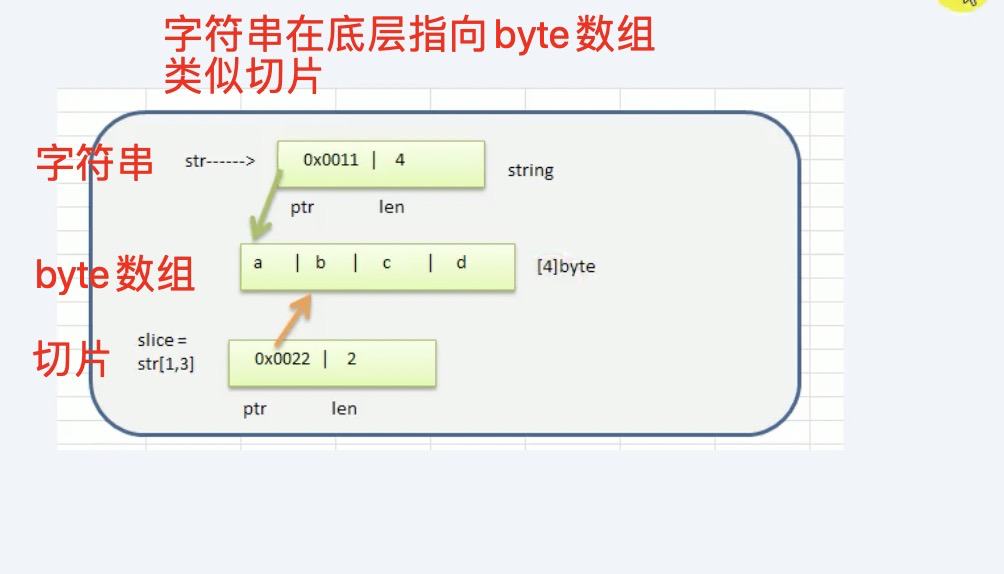 字符串在底层指向byte数组
类似切片
字符串 str------> 0x0011 | 4 string
ptr len
byte数组 a | b | c | d [4]byte
切片 slice = str[1,3] 0x0022 | 2
ptr len